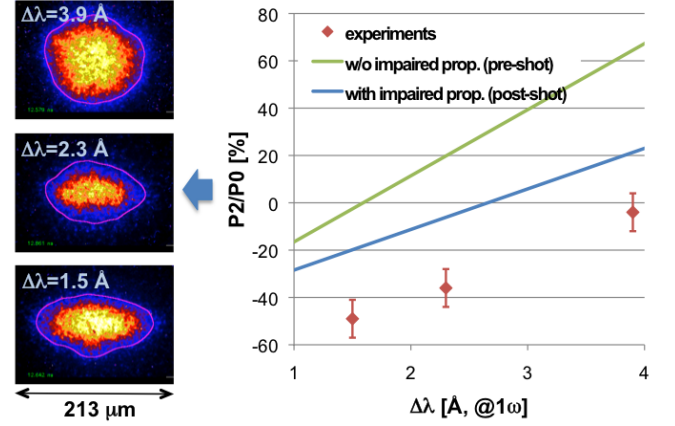 Δλ=3.9 Å
Δλ=2.3 Å
Δλ=1.5 Å
213 μm
80
60
40
20
0
-20
-40
-60
P2/P0 [%]
experiments
w/o impaired prop. (pre-shot)
with impaired prop. (post-shot)
1
2
3
4
Δλ [Å, @1ω]